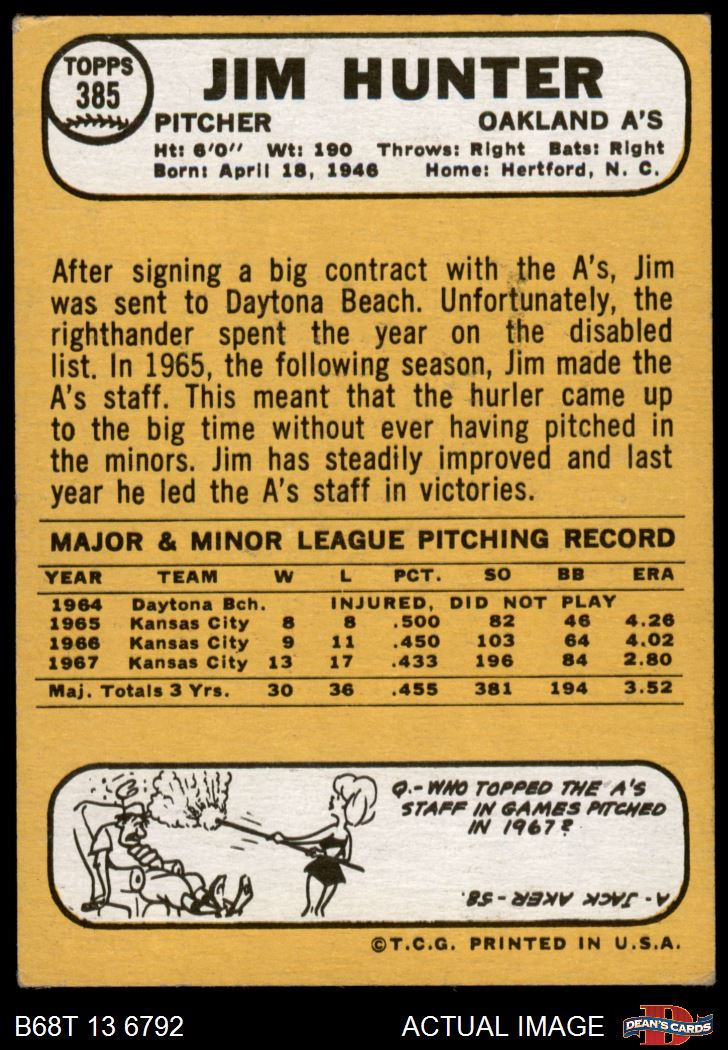 TOPPS
385
JIM HUNTER
PITCHER OAKLAND A'S
Ht: 6'0" Wt: 190 Throws: Right Bats: Right
Born: April 18, 1946 Home: Hertford, N. C.
After signing a big contract with the A's, Jim
was sent to Daytona Beach. Unfortunately, the
righthander spent the year on the disabled
list. In 1965, the following season, Jim made the
A's staff. This meant that the hurler came up
to the big time without ever having pitched in
the minors. Jim has steadily improved and last
year he led the A's staff in victories.
MAJOR & MINOR LEAGUE PITCHING RECORD
YEAR TEAM W L PCT. SO BB ERA
1964 Daytona Bch. INJURED, DID NOT PLAY
1965 Kansas City 8 8 .500 82 46 4.26
1966 Kansas City 9 11 .450 103 64 4.02
1967 Kansas City 13 17 .433 196 84 2.80
Maj. Totals 3 Yrs. 30 36 .455 381 194 3.52
Q.-WHO TOPPED THE A'S
STAFF IN GAMES PITCHED
IN 1967?
A- JACK AKER-58.
©T.C.G. PRINTED IN U.S.A.
B68T 13 6792 ACTUAL IMAGE DEAN'S CARDS